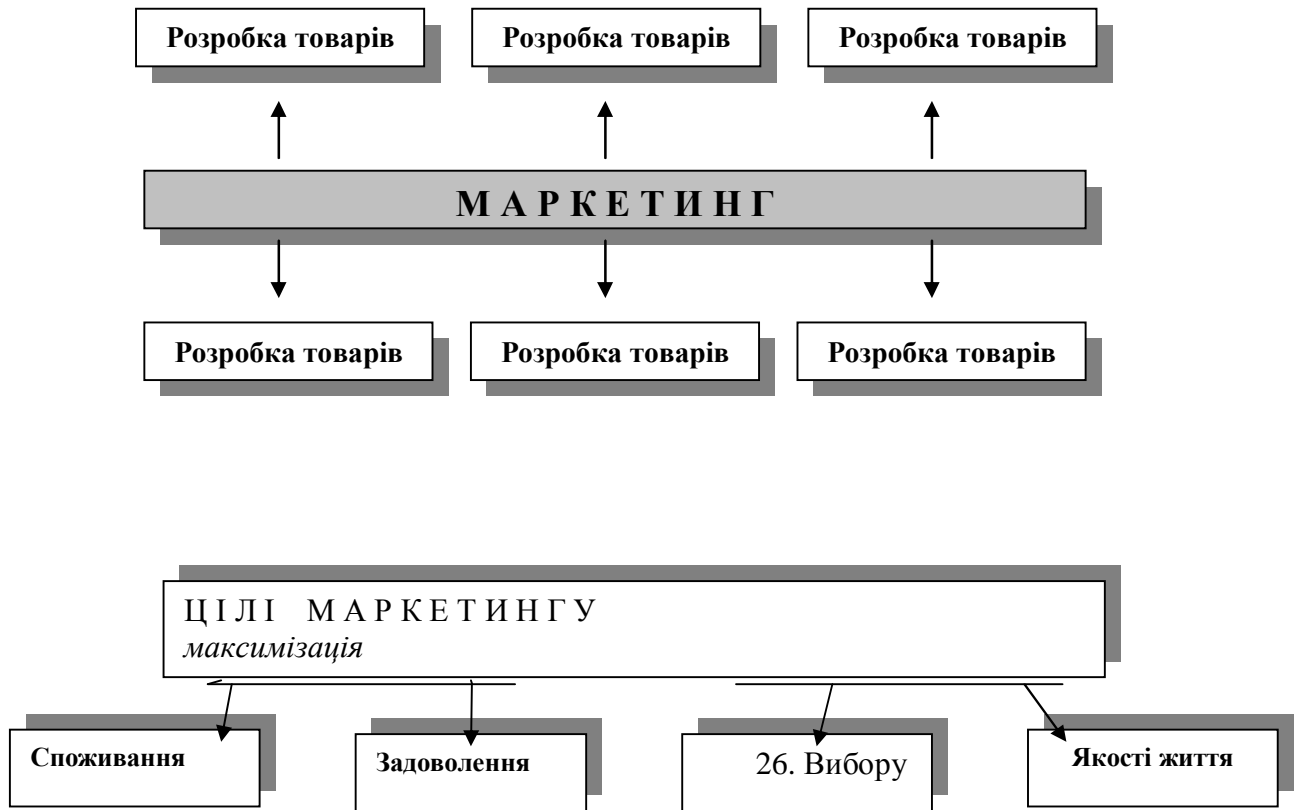 Розробка товарів
Розробка товарів
Розробка товарів
М А Р К Е Т И Н Г
Розробка товарів
Розробка товарів
Розробка товарів
Ц І Л І М А Р К Е Т И Н Г У
максимізація
Споживання
Задоволення
26. Вибору
Якості життя